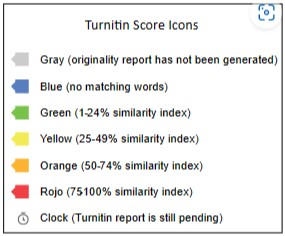 Turnitin Score Icons
Gray (originality report has not been generated)
Blue (no matching words)
Green (1-24% similarity index)
Yellow (25-49% similarity index)
Orange (50-74% similarity index)
Rojo (75100% similarity index)
Clock (Turnitin report is still pending)